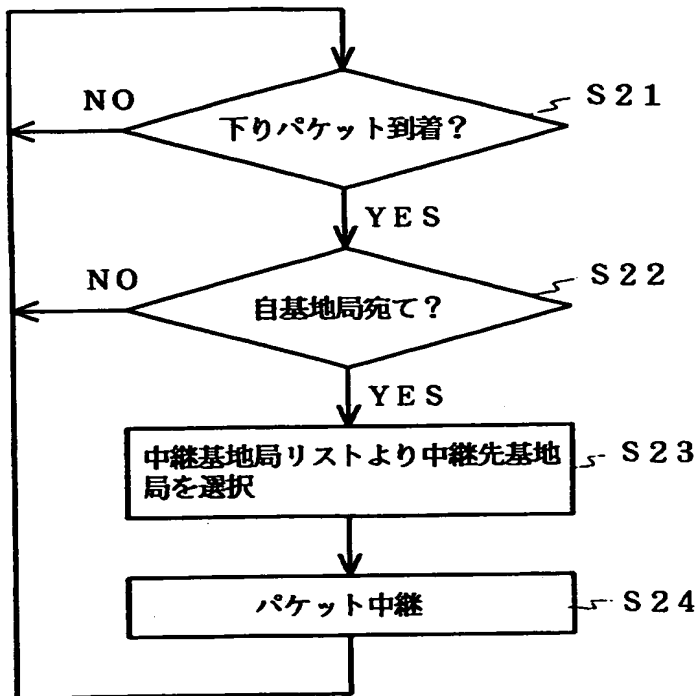 S21
NO
下りパケット到着?
YES
S22
NO
自基地局宛て?
YES
中継基地局リストより中継先基地
局を選択
S23
パケット中継
S24